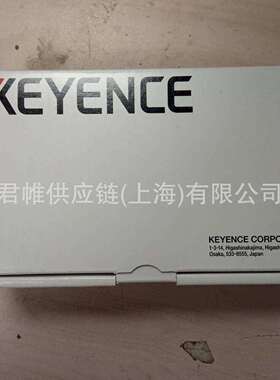 KEYENCE
君帷供应链(上海)有限公司
KEYENCE CORPO
1-3-14, Higashinakajima, Higash
Osaka, 533-8555, Japan